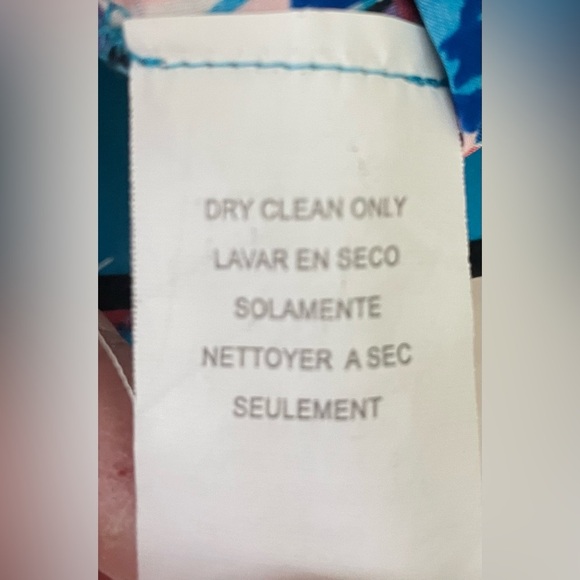 DRY CLEAN ONLY
LAVAR EN SECO
SOLAMENTE
NETTOYER A SEC
SEULEMENT